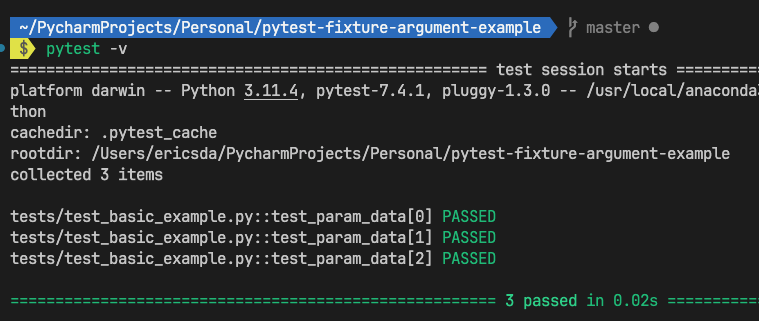 ~/PycharmProjects/Personal/pytest-fixture-argument-example master
$ pytest -v
================================================== test session starts ==========
platform darwin -- Python 3.11.4, pytest-7.4.1, pluggy-1.3.0 -- /usr/local/anaconda3
thon
cachedir: .pytest_cache
rootdir: /Users/ericsda/PycharmProjects/Personal/pytest-fixture-argument-example
collected 3 items
tests/test_basic_example.py::test_param_data[0] PASSED
tests/test_basic_example.py::test_param_data[1] PASSED
tests/test_basic_example.py::test_param_data[2] PASSED
=================================================== 3 passed in 0.02s ===========